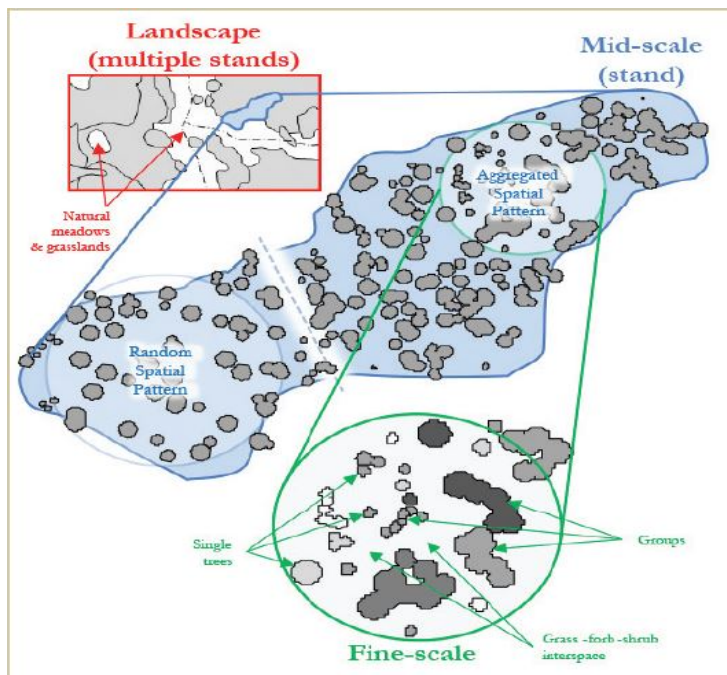 Landscape
(multiple stands)
Mid-scale
(stand)
Natural
meadows
& grasslands
Aggregated
Spatial
Pattern
Random
Spatial
Pattern
Single
trees
Groups
Grass -forb -shrub
interspace
Fine-scale